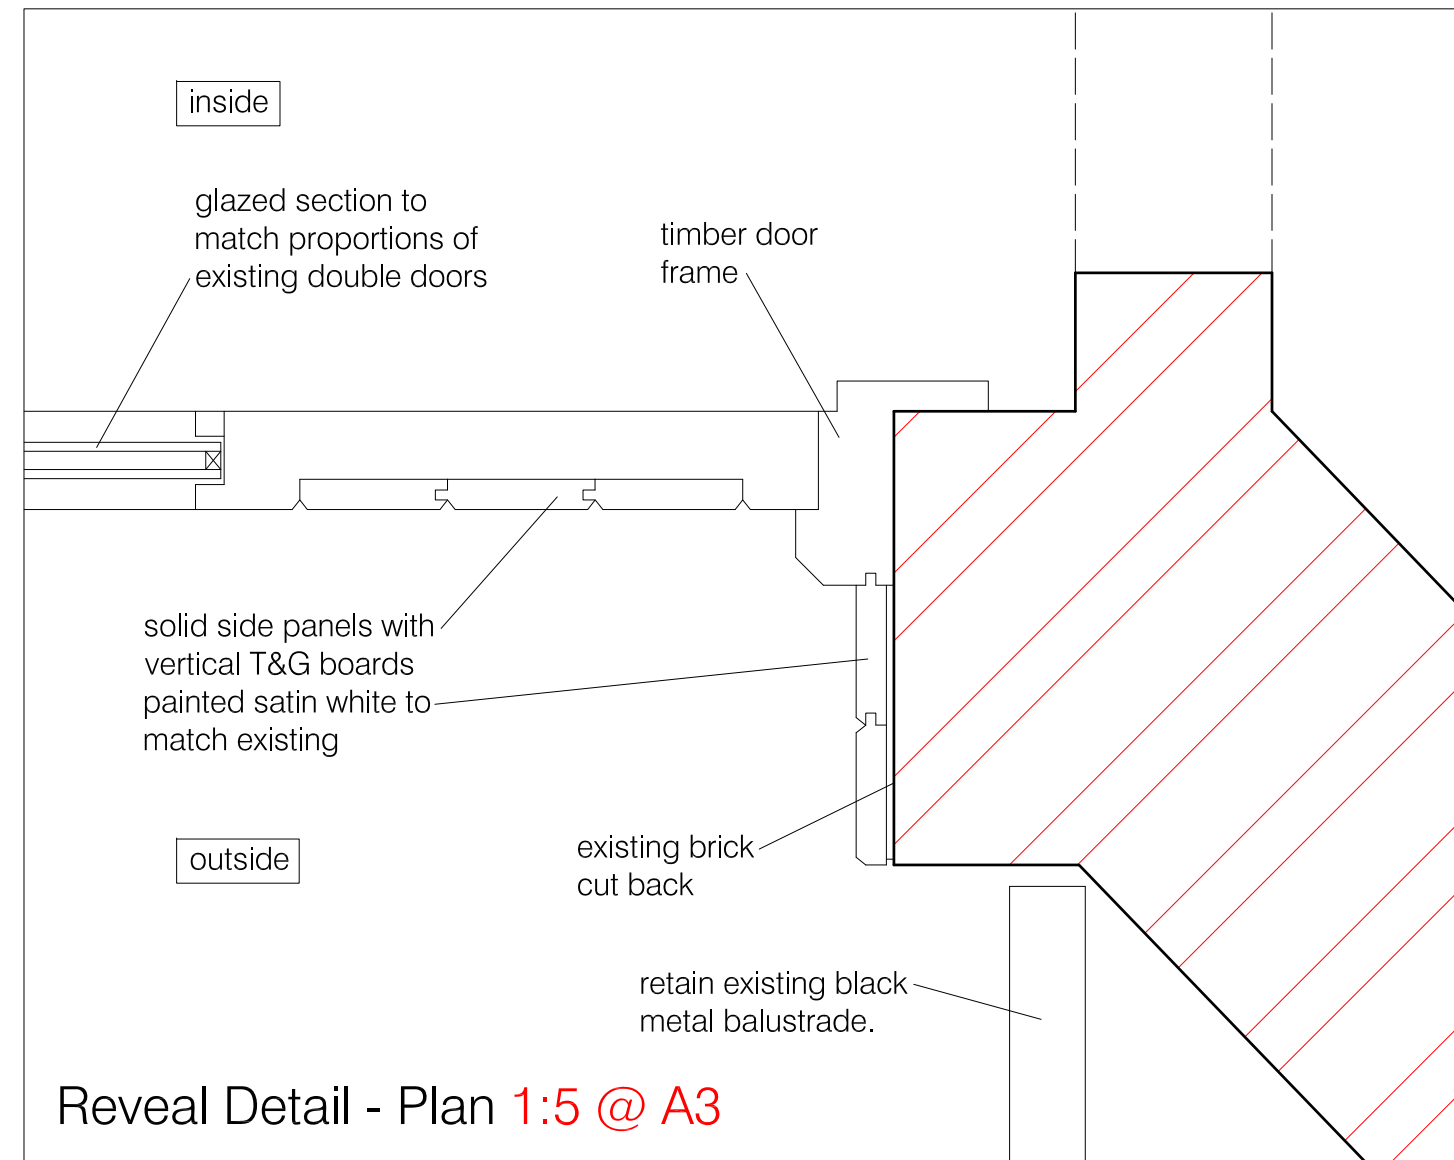 inside
glazed section to
match proportions of
existing double doors
timber door
frame
solid side panels with
vertical T&G boards
painted satin white to
match existing
outside
existing brick
cut back
retain existing black
metal balustrade.
Reveal Detail - Plan 1:5 @ A3